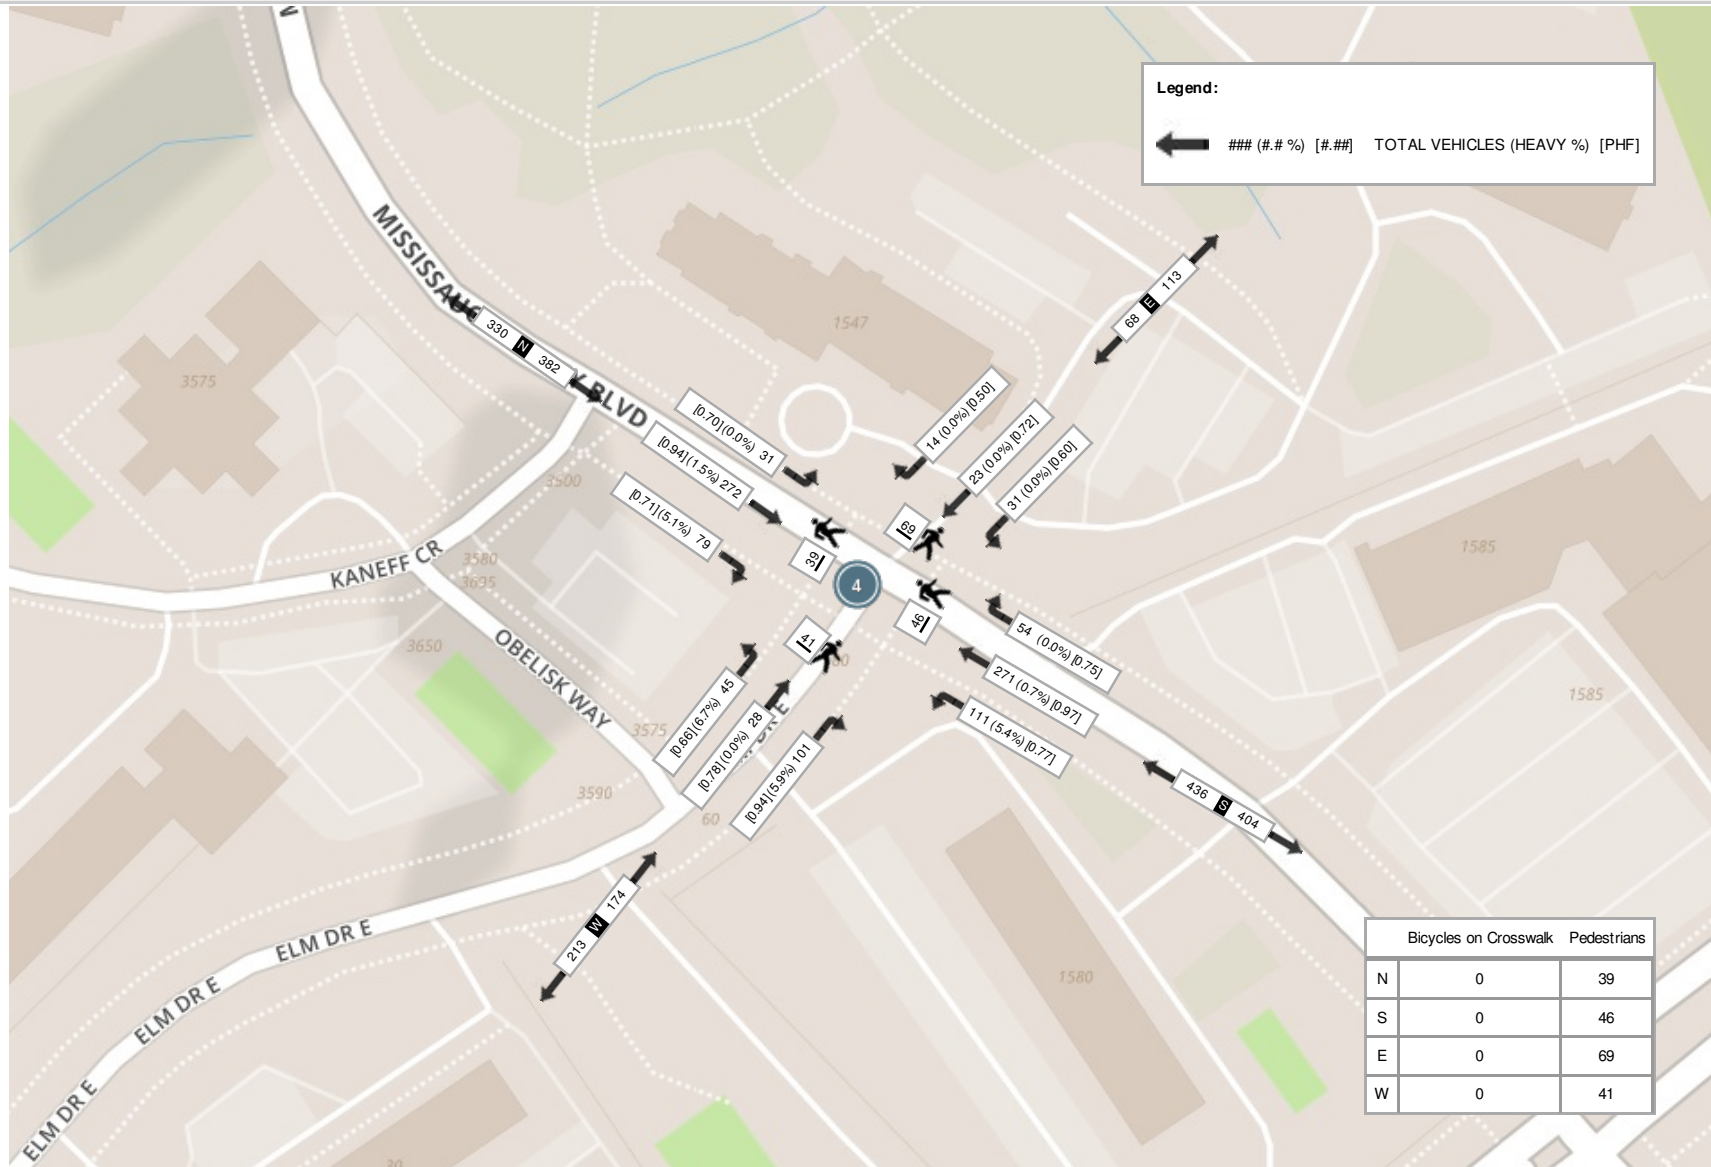 Legend:
### (#.# %) [#.##] TOTAL VEHICLES (HEAVY %) [PHF]
MISSISSAUG
113
E
68
1547
330
N
382
3575
Y BLVD
[0.70] (0.0%) 31
[0.94] (1.5%) 272
[0.71] (5.1%) 79
14 (0.0%) [0.50]
23 (0.0%) [0.72]
31 (0.0%) [0.60]
3500
69
39
4
46
41
KANEFF CR
3580
3695
1585
3650
OBELISK WAY
54 (0.0%) [0.75]
271 (0.7%) [0.97]
111 (5.4%) [0.77]
1585
[0.66] (6.7%) 45
[0.78] (0.0%) 28
[0.94] (5.9%) 101
3575
3590
60
436
S
404
174
W
213
ELM DR E
ELM DR E
ELM DR E
1580
30
Bicycles on Crosswalk Pedestrians
N 0 39
S 0 46
E 0 69
W 0 41